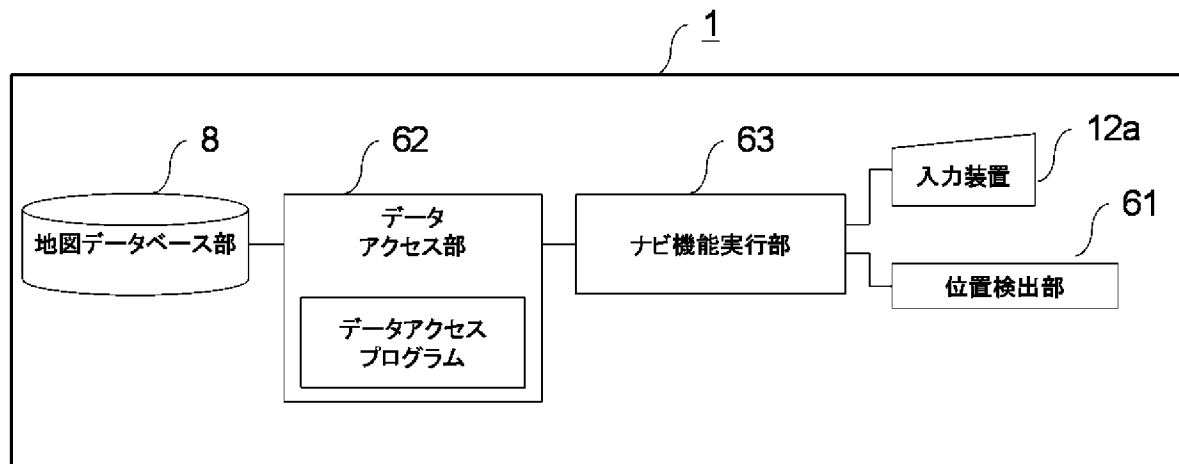 1
8
62
63
12a
61
地図データベース部
データ
アクセス部
データアクセス
プログラム
ナビ機能実行部
入力装置
位置検出部